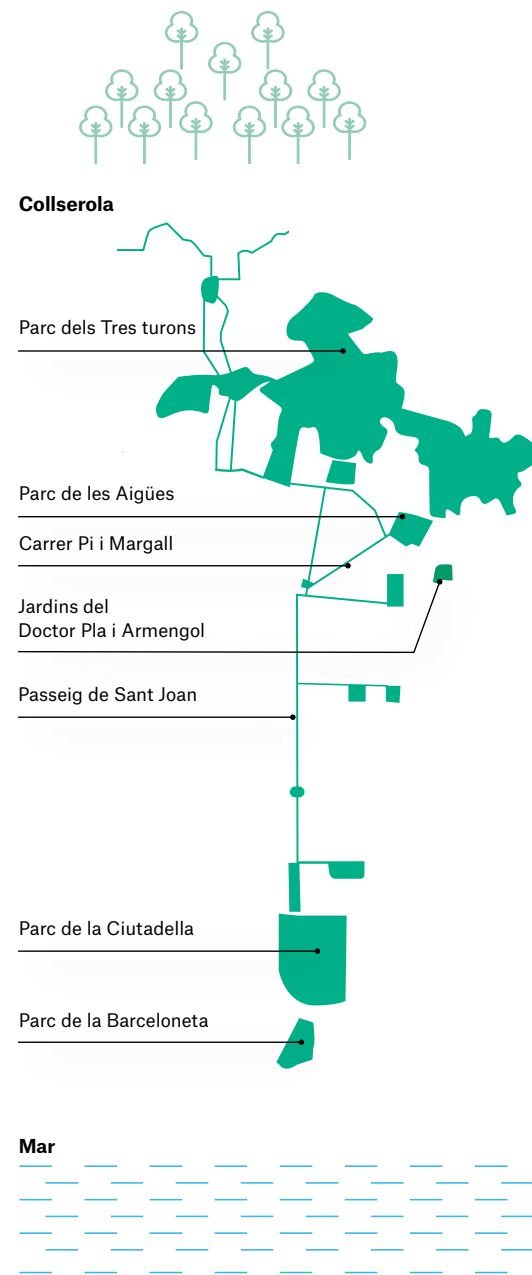 Collserola
Parc dels Tres turons
Parc de les Aigües
Carrer Pi i Margall
Jardins del
Doctor Pla i Armengol
Passeig de Sant Joan
Parc de la Ciutadella
Parc de la Barceloneta
Mar